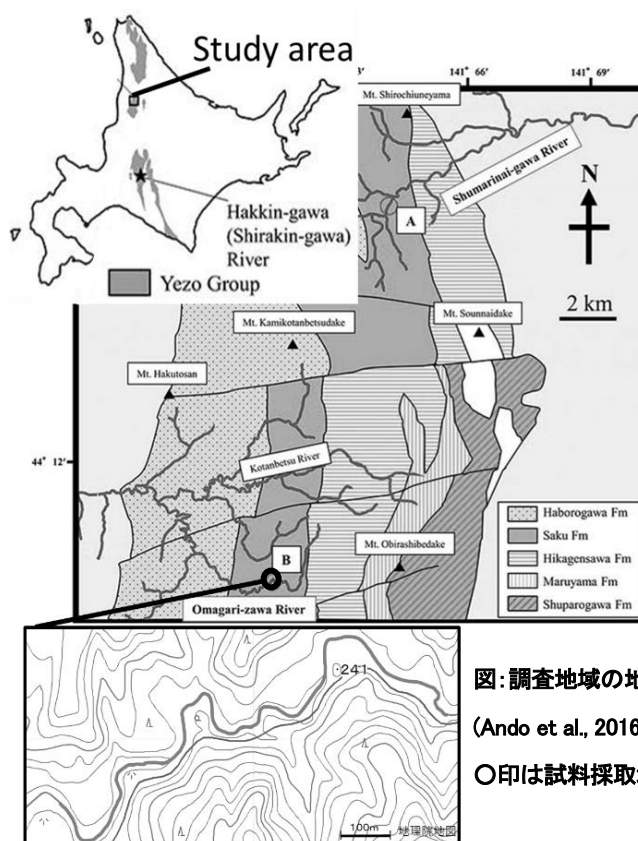 Study area
Hakkin-gawa
(Shirakin-gawa)
River
Yezo Group
141° 66'
141° 69'
Mt. Shirochiuneyama
Shumarinai-gawa River
A
N
2 km
Mt. Sounnaidake
Mt. Kamikotanbetsudake
Mt. Hakutosan
44° 12'
Kotanbetsu River
B
Mt. Obirashibedake
Omagari-zawa River
Haborogawa Fm
Saku Fm
Hikagensawa Fm
Maruyama Fm
Shuparogawa Fm
241
100m
地理院地図
図:調査地域の地
(Ando et al., 2016
〇印は試料採取